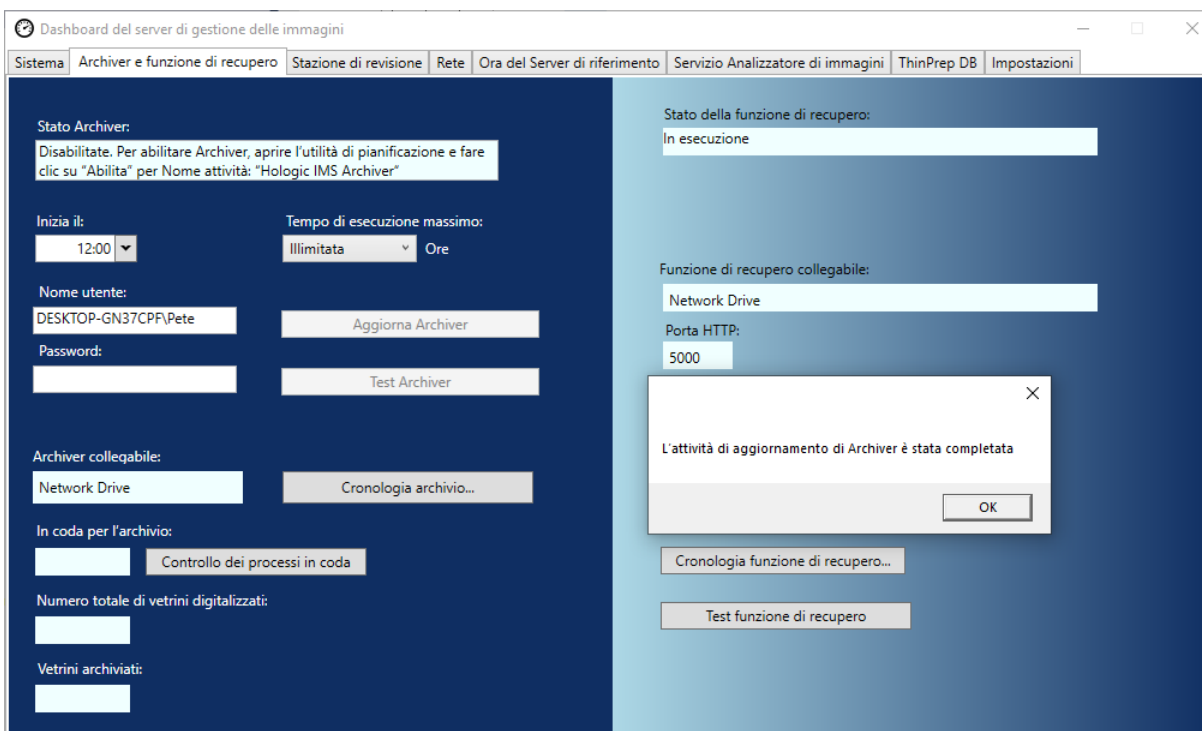 Dashboard del server di gestione delle immagini
Sistema
Archiver e funzione di recupero
Stazione di revisione
Rete
Ora del Server di riferimento
Servizio Analizzatore di immagini
ThinPrep DB
Impostazioni
Stato Archiver:
Disabilitate. Per abilitare Archiver, aprire l'utilità di pianificazione e fare
clic su "Abilita" per Nome attività: "Hologic IMS Archiver"
Inizia il:
12:00
Tempo di esecuzione massimo:
Illimitata
Ore
Nome utente:
DESKTOP-GN37CPF\Pete
Aggiorna Archiver
Password:
Test Archiver
Archiver collegabile:
Network Drive
Cronologia archivio...
In coda per l'archivio:
Controllo dei processi in coda
Numero totale di vetrini digitalizzati:
Vetrini archiviati:
Stato della funzione di recupero:
In esecuzione
Funzione di recupero collegabile:
Network Drive
Porta HTTP:
5000
L'attività di aggiornamento di Archiver è stata completata
OK
Cronologia funzione di recupero...
Test funzione di recupero